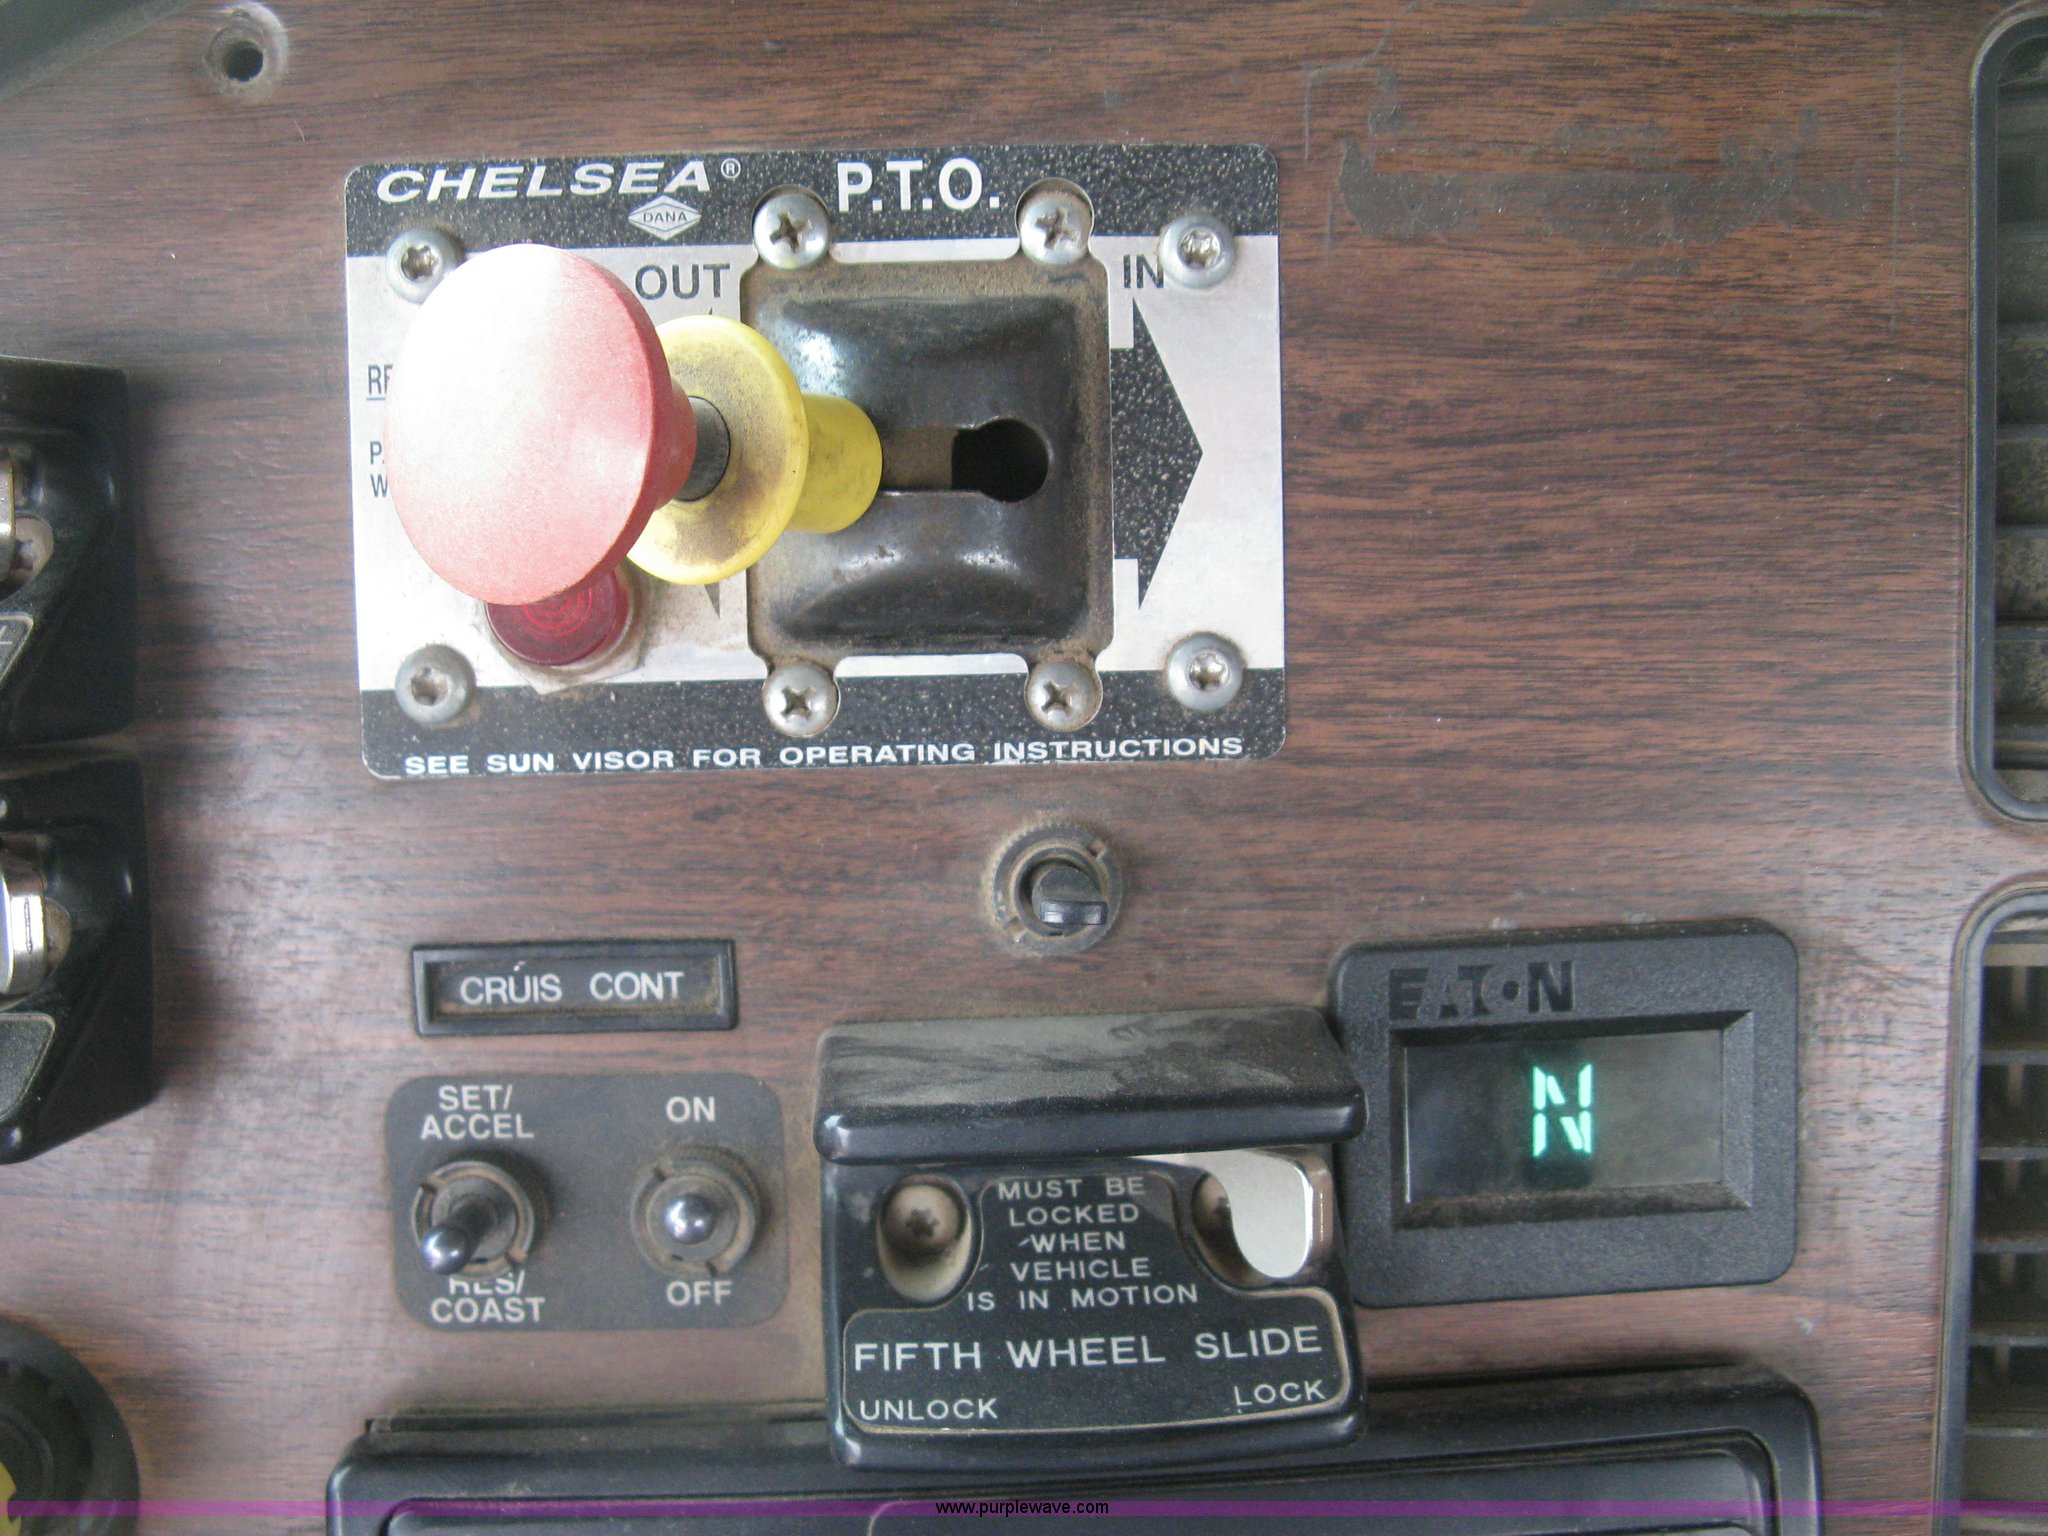 CHELSEA®
DANA
P.T.O.
OUT
IN
SEE SUN VISOR FOR OPERATING INSTRUCTIONS
CRUIS CONT
EATON
N
SET/
ACCEL
ON
RES/
COAST
OFF
MUST BE
LOCKED
WHEN
VEHICLE
IS IN MOTION
FIFTH WHEEL SLIDE
UNLOCK
LOCK
www.purplewave.com